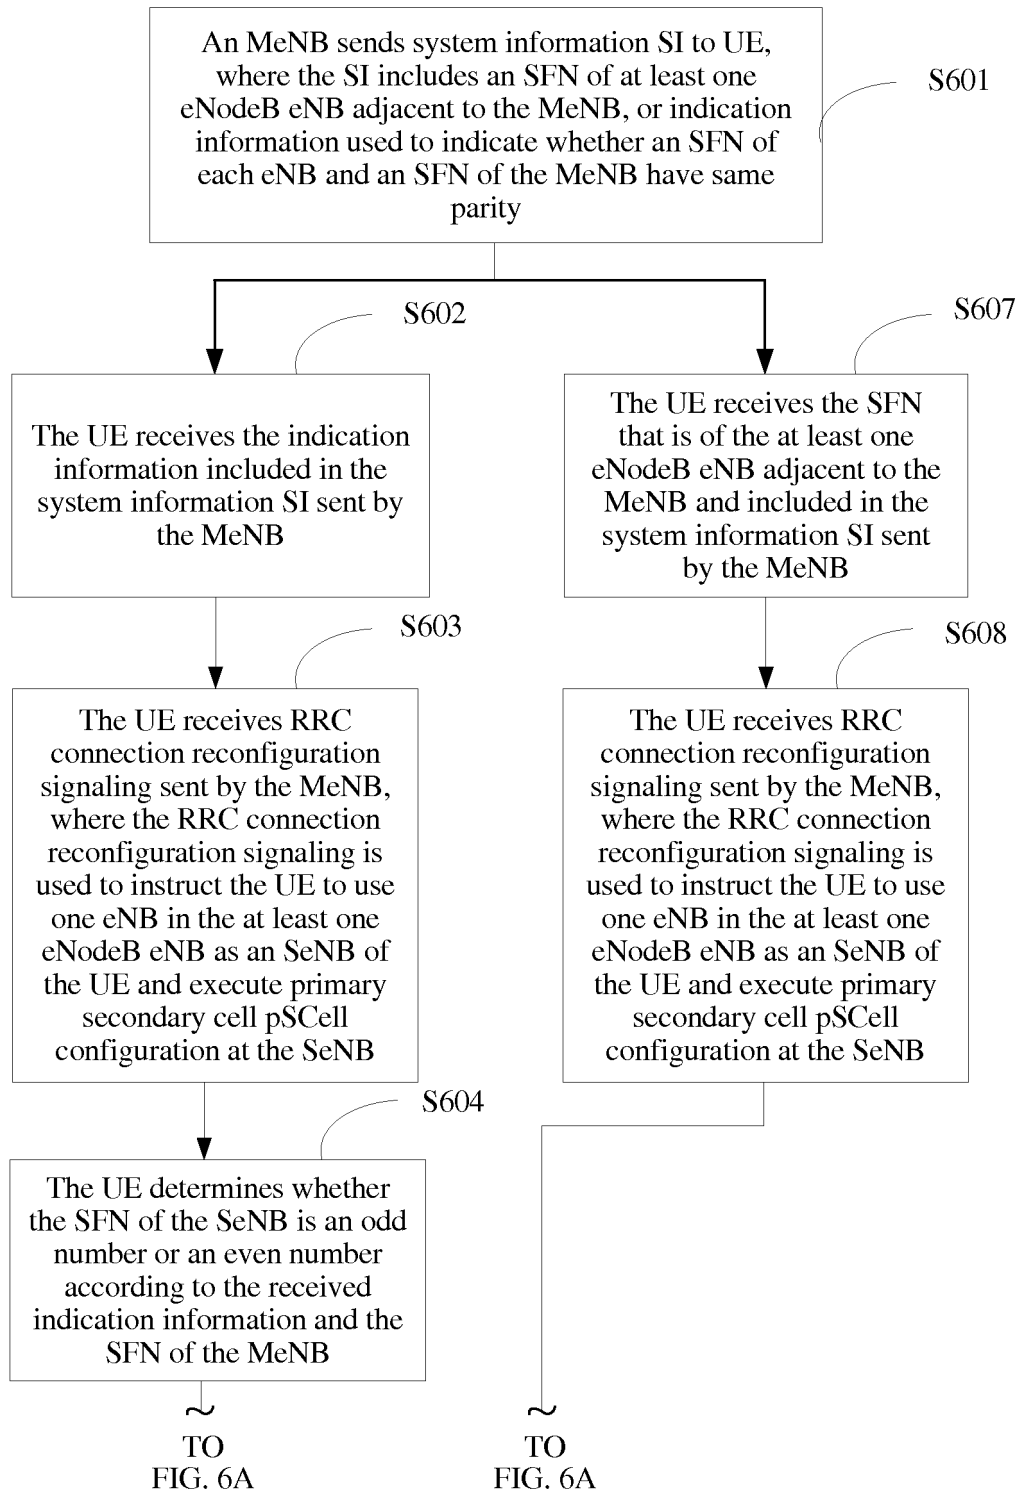 An MeNB sends system information SI to UE,
where the SI includes an SFN of at least one
eNodeB eNB adjacent to the MeNB, or indication
information used to indicate whether an SFN of
each eNB and an SFN of the MeNB have same
parity
S601
S602
The UE receives the indication
information included in the
system information SI sent by
the MeNB
S607
The UE receives the SFN
that is of the at least one
eNodeB eNB adjacent to the
MeNB and included in the
system information SI sent
by the MeNB
S603
The UE receives RRC
connection reconfiguration
signaling sent by the MeNB,
where the RRC connection
reconfiguration signaling is
used to instruct the UE to use
one eNB in the at least one
eNodeB eNB as an SeNB of
the UE and execute primary
secondary cell pSCell
configuration at the SeNB
S608
The UE receives RRC
connection reconfiguration
signaling sent by the MeNB,
where the RRC connection
reconfiguration signaling is
used to instruct the UE to use
one eNB in the at least one
eNodeB eNB as an SeNB of
the UE and execute primary
secondary cell pSCell
configuration at the SeNB
S604
The UE determines whether
the SFN of the SeNB is an odd
number or an even number
according to the received
indication information and the
SFN of the MeNB
TO
FIG. 6A
TO
FIG. 6A